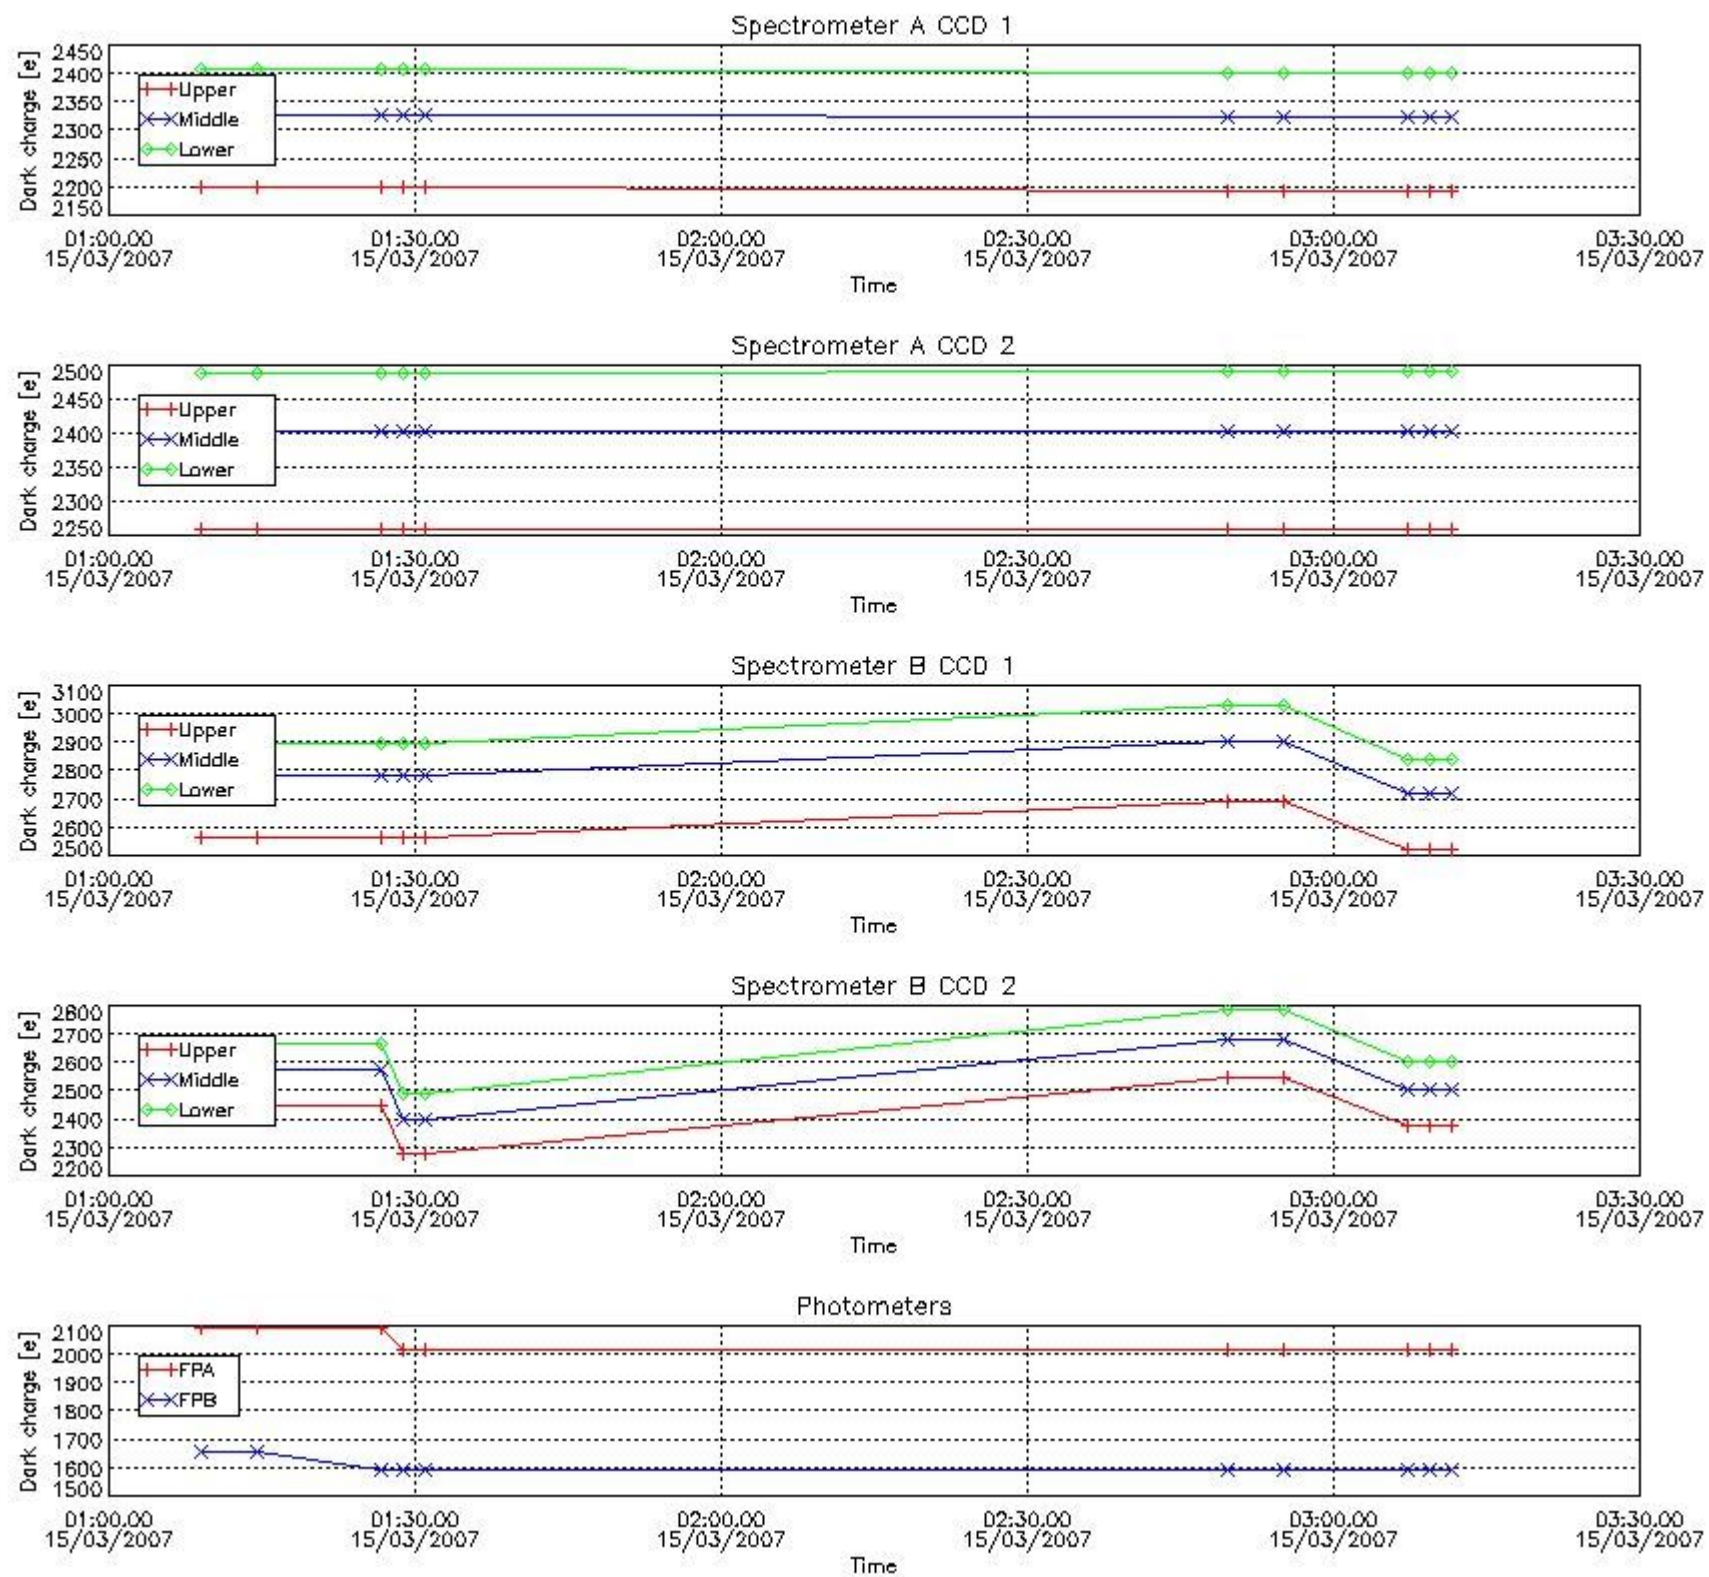 Spectrometer A CCD 1
Dark charge [e]
2450
2400
2350
2300
2250
2200
2150
Upper
Middle
Lower
01:00.00 01:30.00 02:00.00 02:30.00 03:00.00 03:30.00
15/03/2007 15/03/2007 15/03/2007 15/03/2007 15/03/2007 15/03/2007
Time
Spectrometer A CCD 2
Dark charge [e]
2500
2450
2400
2350
2300
2250
Upper
Middle
Lower
01:00.00 01:30.00 02:00.00 02:30.00 03:00.00 03:30.00
15/03/2007 15/03/2007 15/03/2007 15/03/2007 15/03/2007 15/03/2007
Time
Spectrometer B CCD 1
Dark charge [e]
3100
3000
2900
2800
2700
2600
2500
Upper
Middle
Lower
01:00.00 01:30.00 02:00.00 02:30.00 03:00.00 03:30.00
15/03/2007 15/03/2007 15/03/2007 15/03/2007 15/03/2007 15/03/2007
Time
Spectrometer B CCD 2
Dark charge [e]
2800
2700
2600
2500
2400
2300
2200
Upper
Middle
Lower
01:00.00 01:30.00 02:00.00 02:30.00 03:00.00 03:30.00
15/03/2007 15/03/2007 15/03/2007 15/03/2007 15/03/2007 15/03/2007
Time
Photometers
Dark charge [e]
2100
2000
1900
1800
1700
1600
1500
FPA
FPB
01:00.00 01:30.00 02:00.00 02:30.00 03:00.00 03:30.00
15/03/2007 15/03/2007 15/03/2007 15/03/2007 15/03/2007 15/03/2007
Time